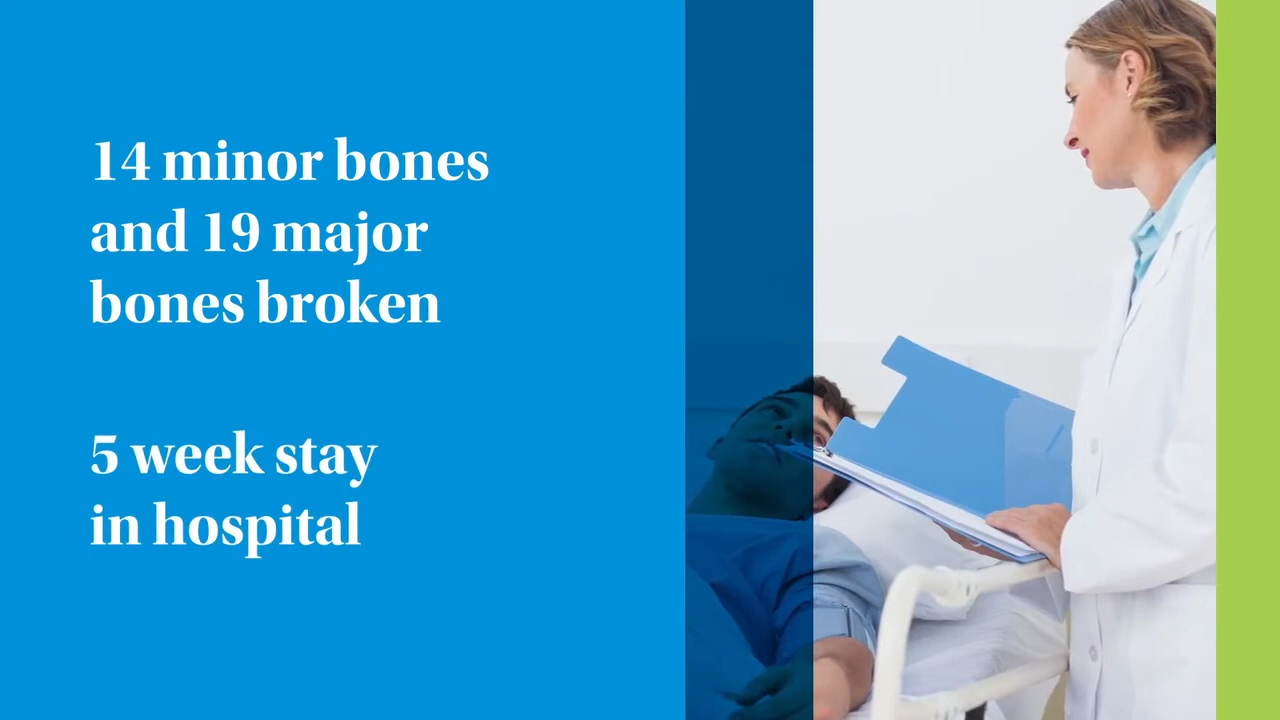 14 minor bones
and 19 major
bones broken
5 week stay
in hospital